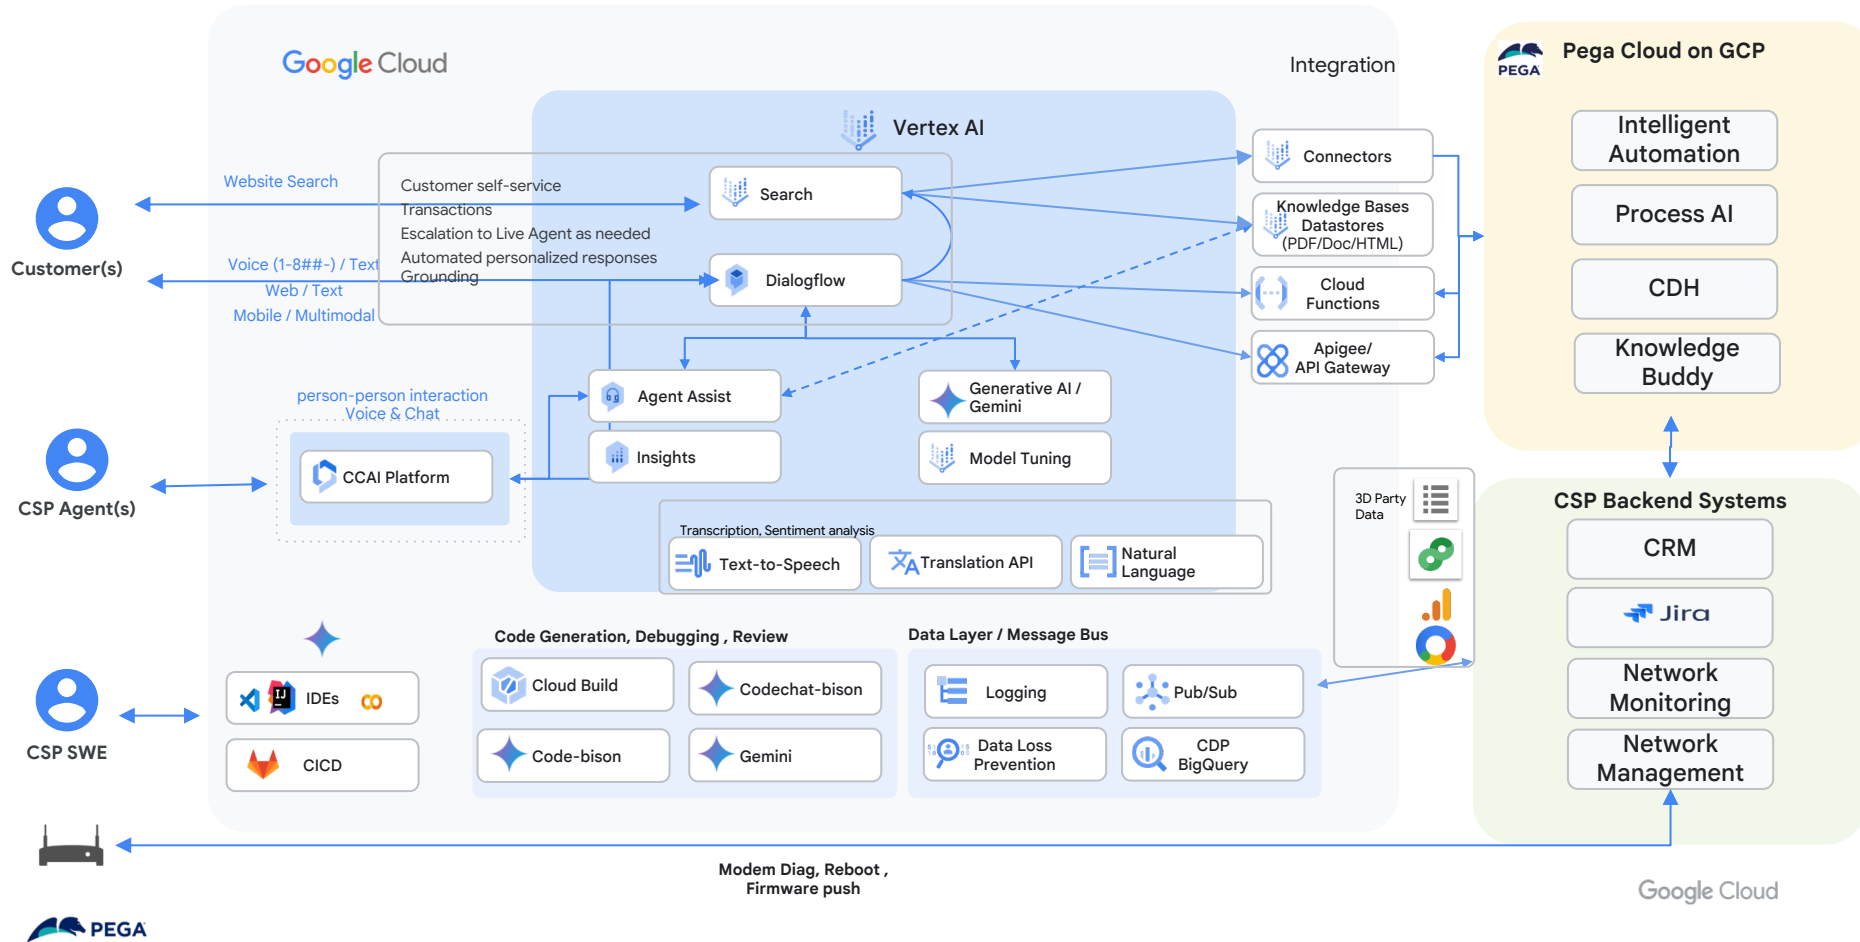 Google Cloud
Integration
PEGA
Pega Cloud on GCP
Intelligent
Automation
Process AI
CDH
Knowledge
Buddy
Vertex AI
Website Search
Customer self-service
Transactions
Escalation to Live Agent as needed
Automated personalized responses
Grounding
Search
Dialogflow
Connectors
Knowledge Bases
Datastores
(PDF/Doc/HTML)
Cloud
Functions
Apigee/
API Gateway
Customer(s)
Voice (1-8##-) / Text
Web / Text
Mobile / Multimodal
person-person interaction
Voice & Chat
CCAI Platform
CSP Agent(s)
Agent Assist
Insights
Generative AI /
Gemini
Model Tuning
Transcription, Sentiment analysis
Text-to-Speech
Translation API
Natural
Language
3D Party
Data
CSP Backend Systems
CRM
Jira
Network
Monitoring
Network
Management
CSP SWE
IJ
IDEs
CICD
Code Generation, Debugging , Review
Cloud Build
Codechat-bison
Code-bison
Gemini
Data Layer / Message Bus
Logging
Pub/Sub
Data Loss
Prevention
CDP
BigQuery
Modem Diag, Reboot ,
Firmware push
Google Cloud
PEGA